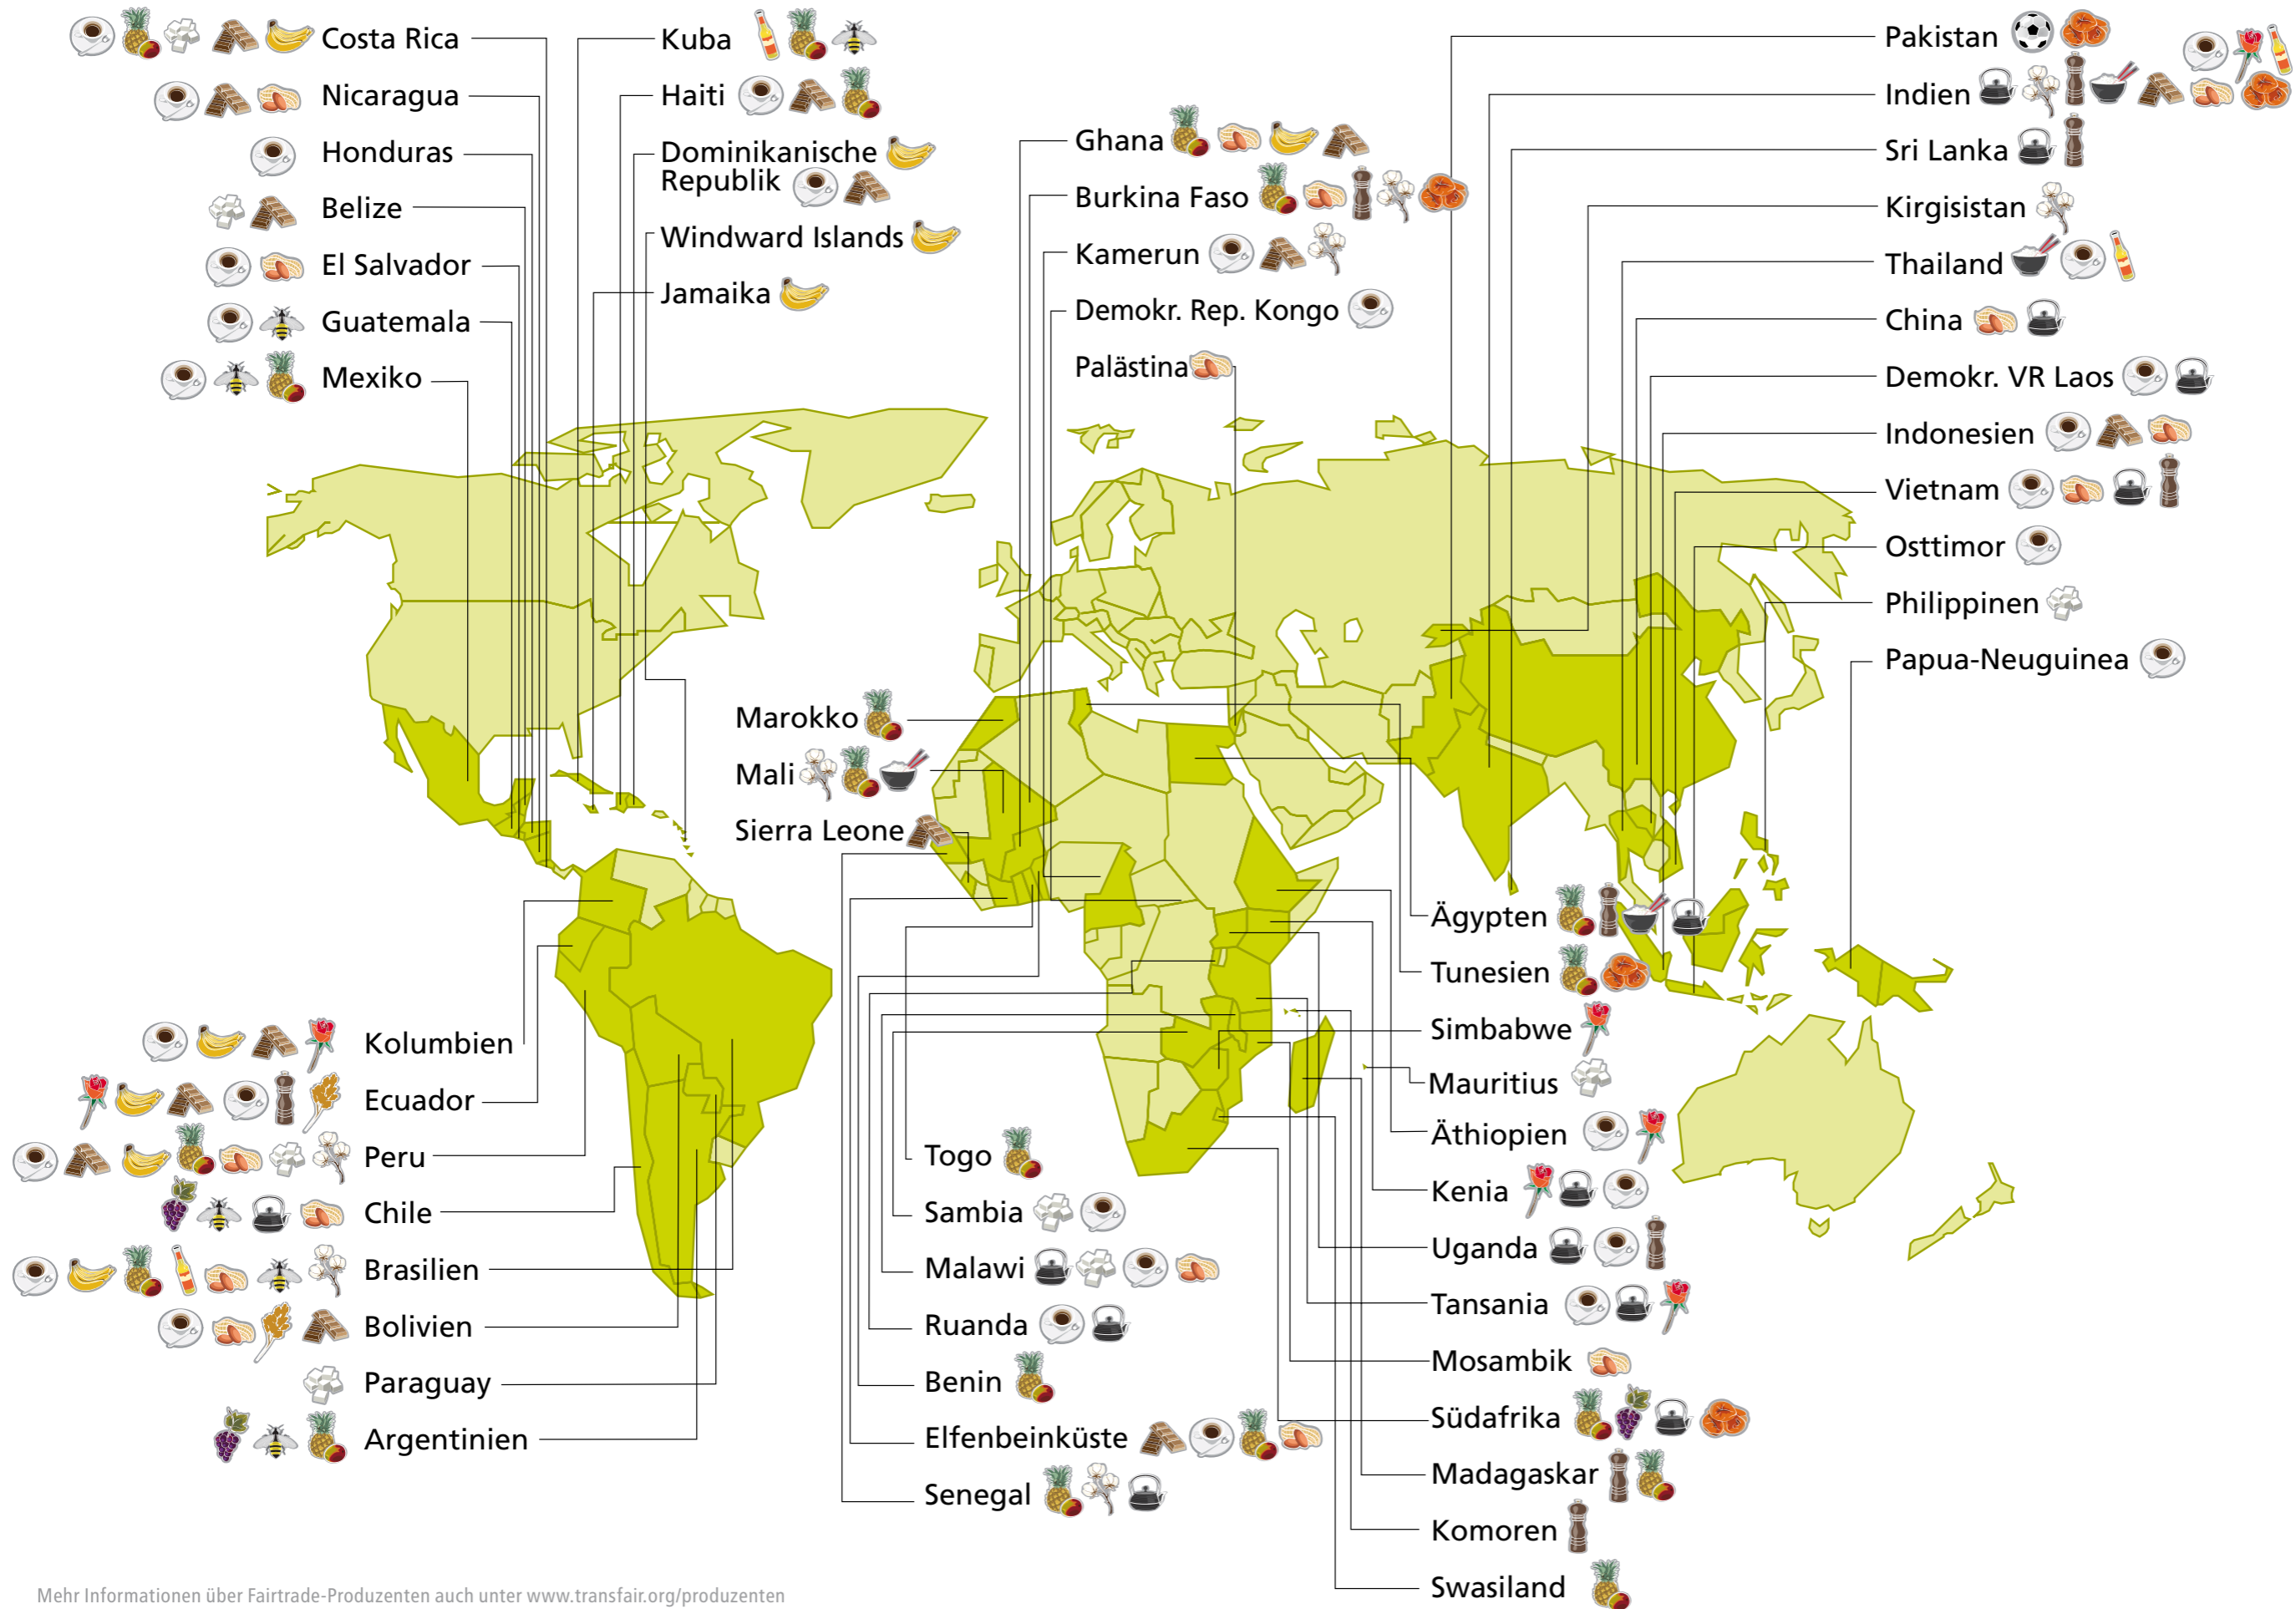 Costa Rica
Nicaragua
Honduras
Belize
El Salvador
Guatemala
Mexiko
Kuba
Haiti
Dominikanische
Republik
Windward Islands
Jamaika
Ghana
Burkina Faso
Kamerun
Demokr. Rep. Kongo
Palästina
Pakistan
Indien
Sri Lanka
Kirgisistan
Thailand
China
Demokr. VR Laos
Indonesien
Vietnam
Osttimor
Philippinen
Papua-Neuguinea
Marokko
Mali
Sierra Leone
Kolumbien
Ecuador
Peru
Chile
Brasilien
Bolivien
Paraguay
Argentinien
Togo
Sambia
Malawi
Ruanda
Benin
Elfenbeinküste
Senegal
Ägypten
Tunesien
Simbabwe
Mauritius
Äthiopien
Kenia
Uganda
Tansania
Mosambik
Südafrika
Madagaskar
Komoren
Swasiland
Mehr Informationen über Fairtrade-Produzenten auch unter www.transfair.org/produzenten